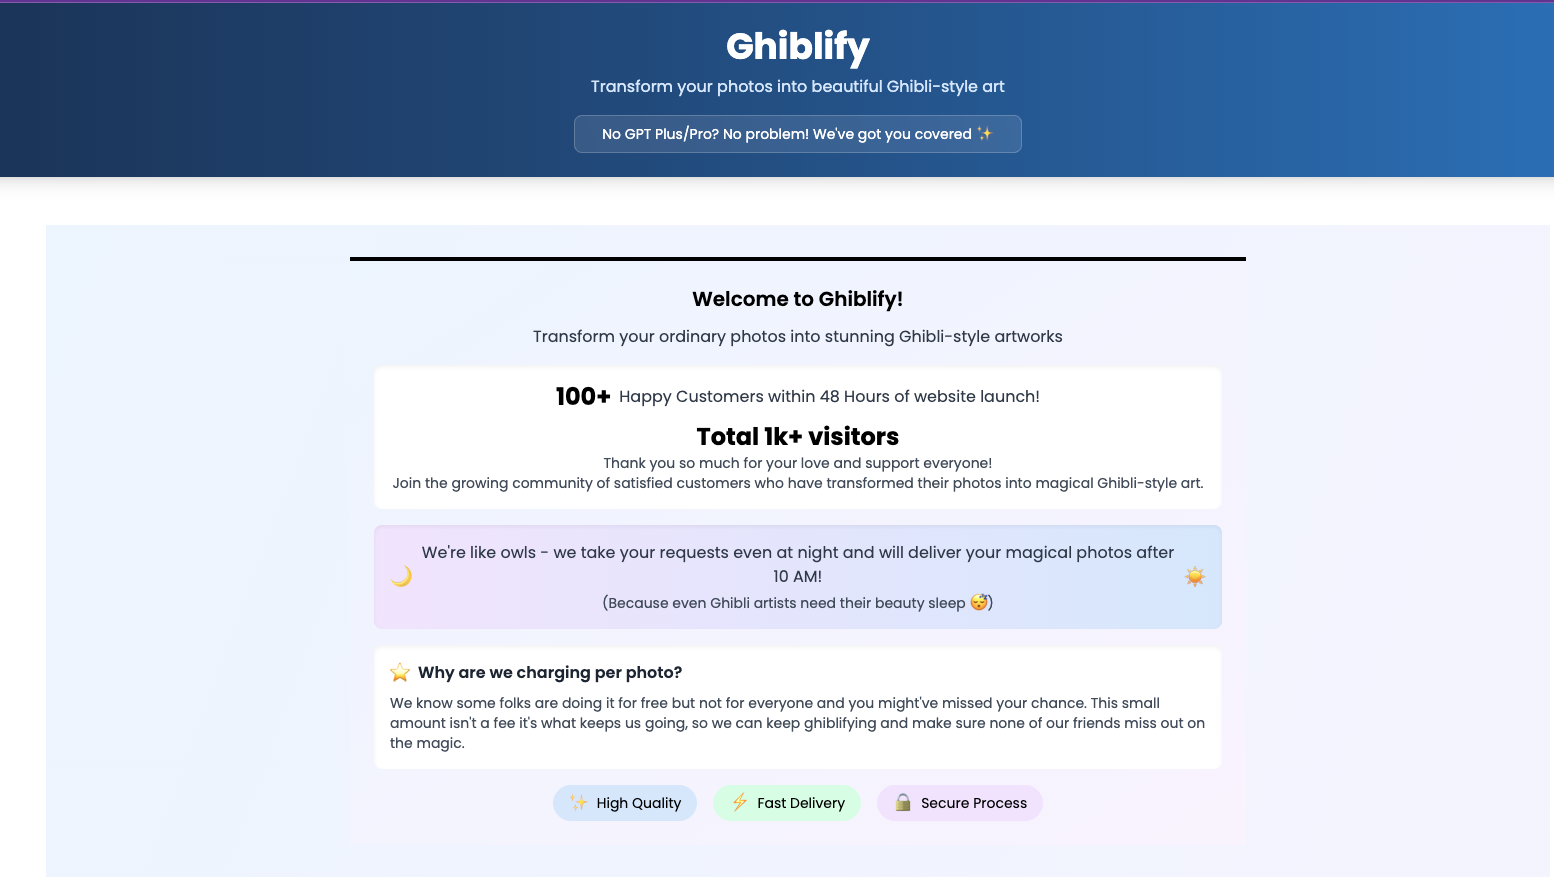 Ghiblify
Transform your photos into beautiful Ghibli-style art
No GPT Plus/Pro? No problem! We've got you covered ✨
Welcome to Ghiblify!
Transform your ordinary photos into stunning Ghibli-style artworks
100+ Happy Customers within 48 Hours of website launch!
Total 1k+ visitors
Thank you so much for your love and support everyone!
Join the growing community of satisfied customers who have transformed their photos into magical Ghibli-style art.
We're like owls - we take your requests even at night and will deliver your magical photos after
10 AM!
(Because even Ghibli artists need their beauty sleep 😴)
Why are we charging per photo?
We know some folks are doing it for free but not for everyone and you might've missed your chance. This small
amount isn't a fee it's what keeps us going, so we can keep ghiblifying and make sure none of our friends miss out on
the magic.
High Quality
Fast Delivery
Secure Process